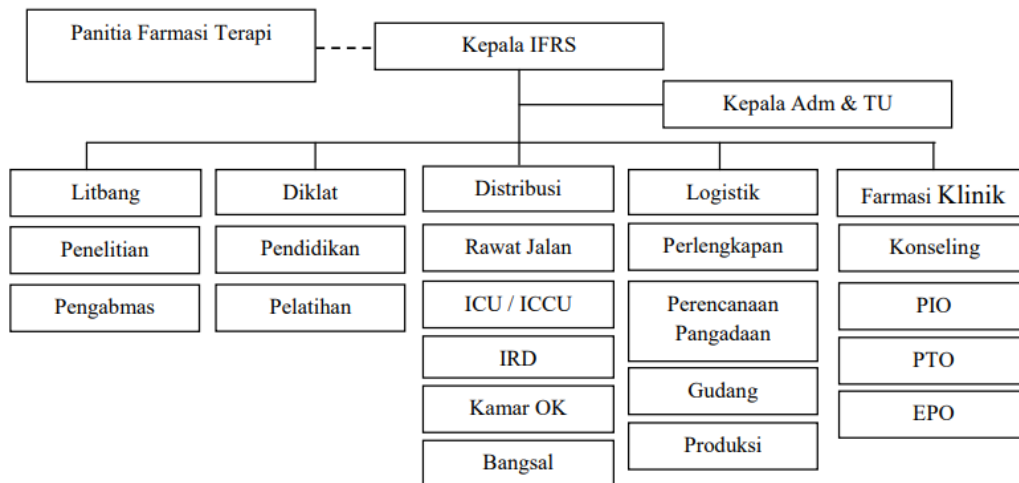 Panitia Farmasi Terapi
Kepala IFRS
Kepala Adm & TU
Litbang
Penelitian
Pengabmas
Diklat
Pendidikan
Pelatihan
Distribusi
Rawat Jalan
ICU / ICCU
IRD
Kamar OK
Bangsal
Logistik
Perlengkapan
Perencanaan
Pangadaan
Gudang
Produksi
Farmasi Klinik
Konseling
PIO
PTO
EPO